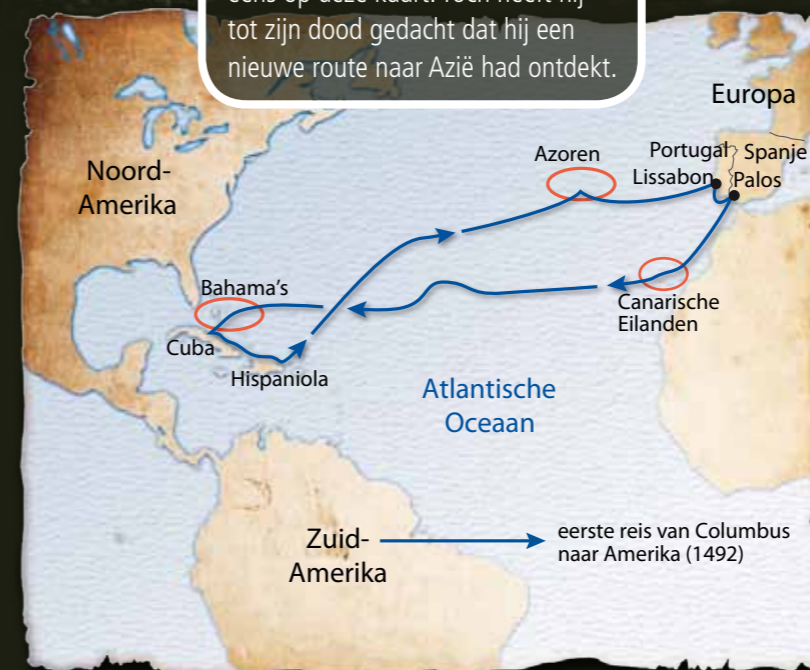 tot zijn dood gedacht dat hij een
nieuwe route naar Azië had ontdekt.
Europa
Azoren
Portugal
Spanje
Lissabon
Palos
Noord-
Amerika
Bahama's
Canarische
Eilanden
Cuba
Hispaniola
Atlantische
Oceaan
Zuid-
Amerika
eerste reis van Columbus
naar Amerika (1492)